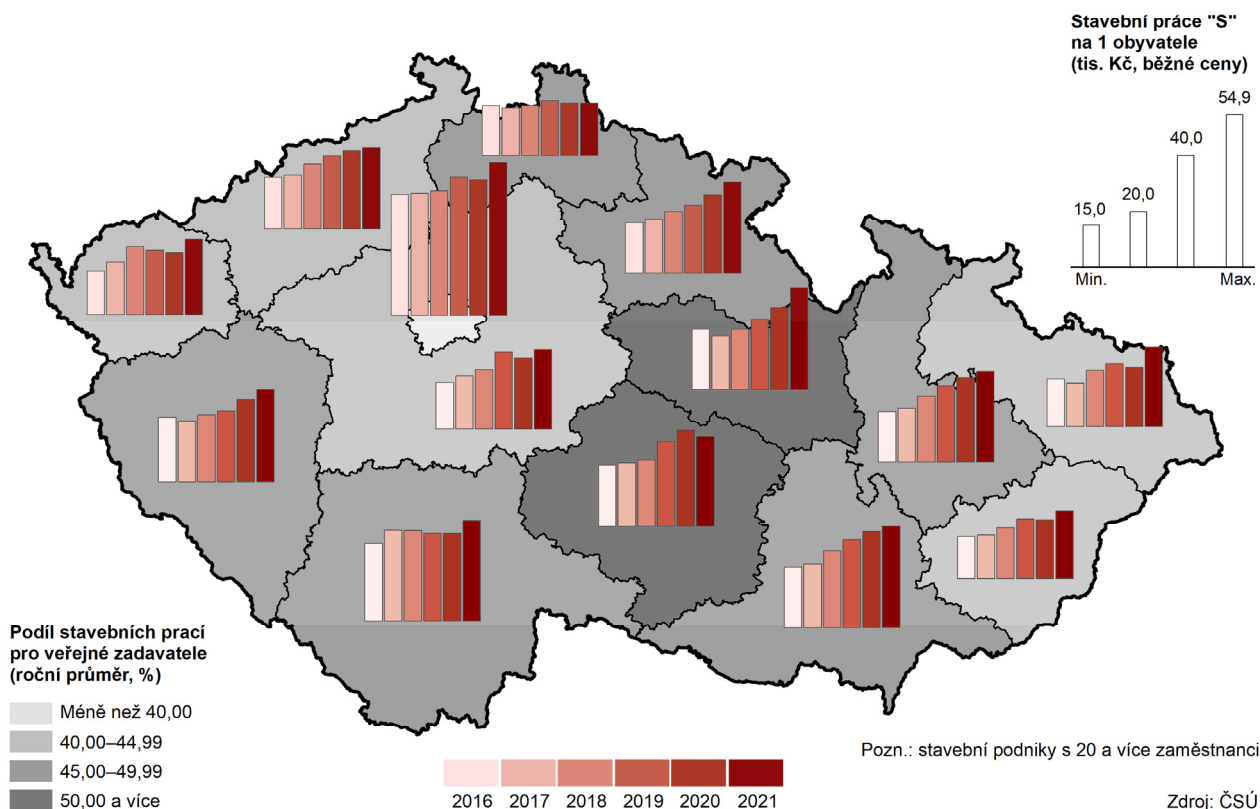 Stavební práce "S"
na 1 obyvatele
(tis. Kč, běžné ceny)
54,9
40,0
20,0
15,0
Min.
Max.
Podíl stavebních prací
pro veřejné zadavatele
(roční průměr, %)
Méně než 40,00
40,00–44,99
45,00–49,99
50,00 a více
2016 2017 2018 2019 2020 2021
Pozn.: stavební podniky s 20 a více zaměstnanci
Zdroj: ČSÚ